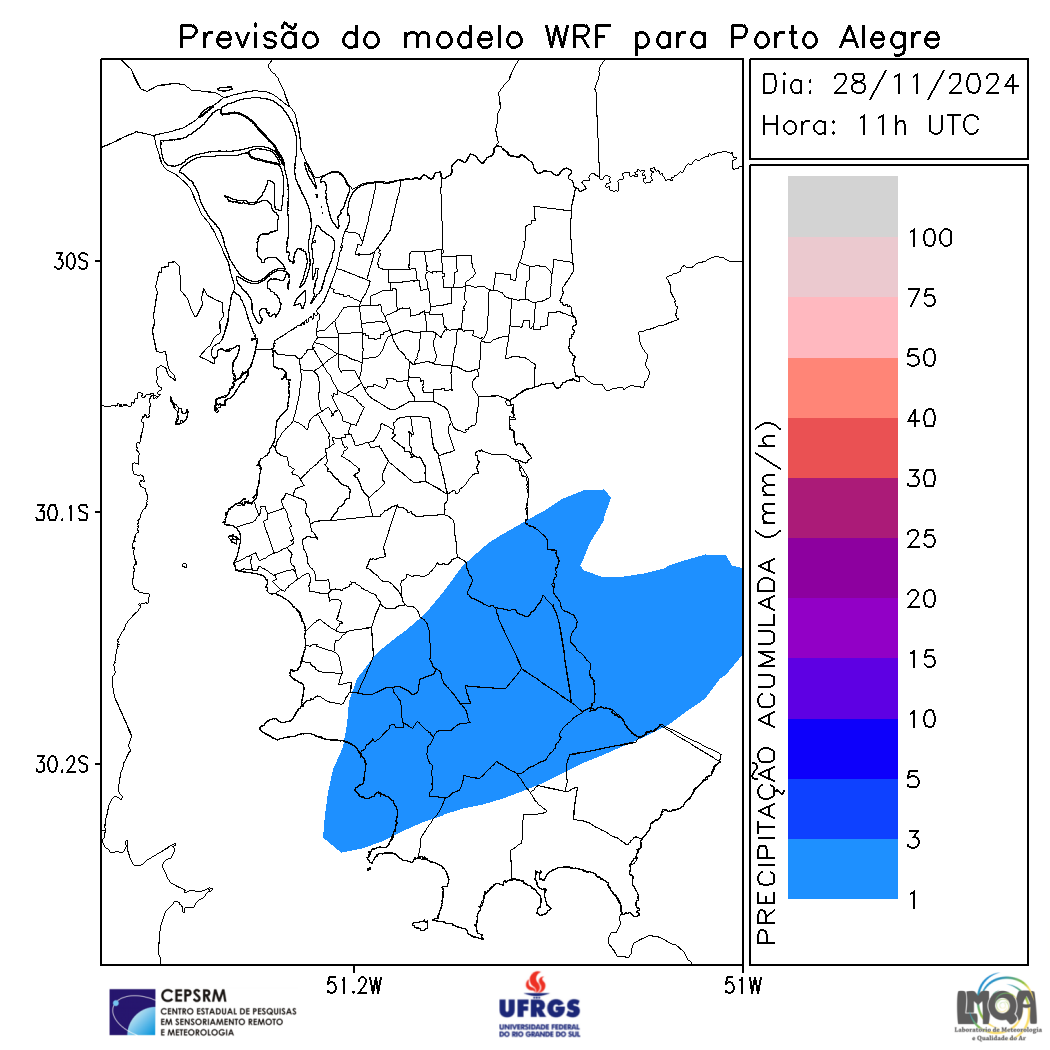 Previsão do modelo WRF para Porto Alegre
Dia: 28/11/2024
Hora: 11h UTC
30S
30.1S
30.2S
51.2W
51W
PRECIPITAÇÃO ACUMULADA (mm/h)
100
75
50
40
30
25
20
15
10
5
3
1
CEPSRM
CENTRO ESTADUAL DE PESQUISAS
EM SENSORIAMENTO REMOTO
E METEOROLOGIA
UFRGS
UNIVERSIDADE FEDERAL
DO RIO GRANDE DO SUL
LMQA
Laboratório de Meteorologia
e Qualidade do Ar